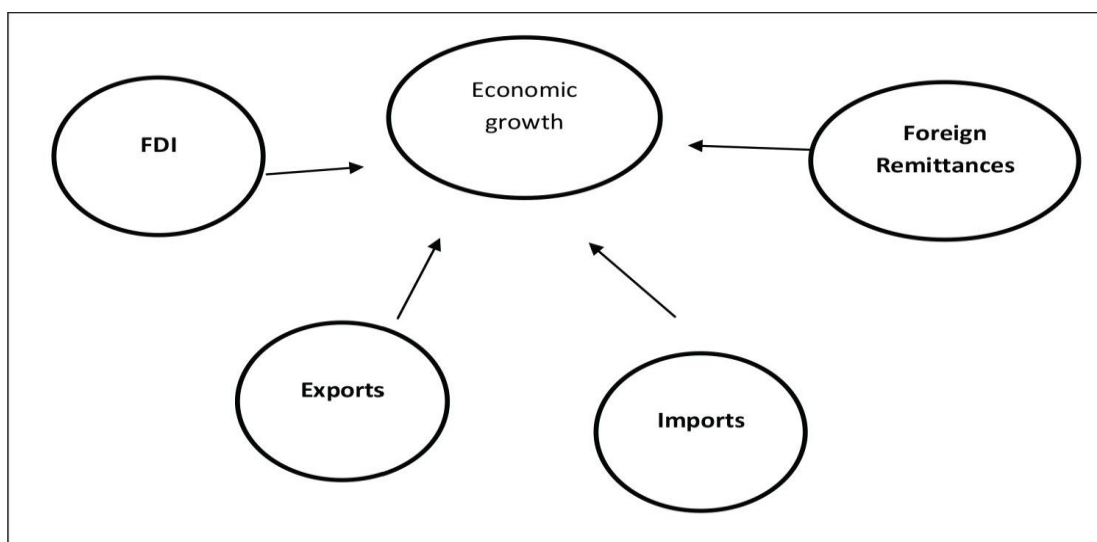 Economic
growth
FDI
Foreign
Remittances
Exports
Imports